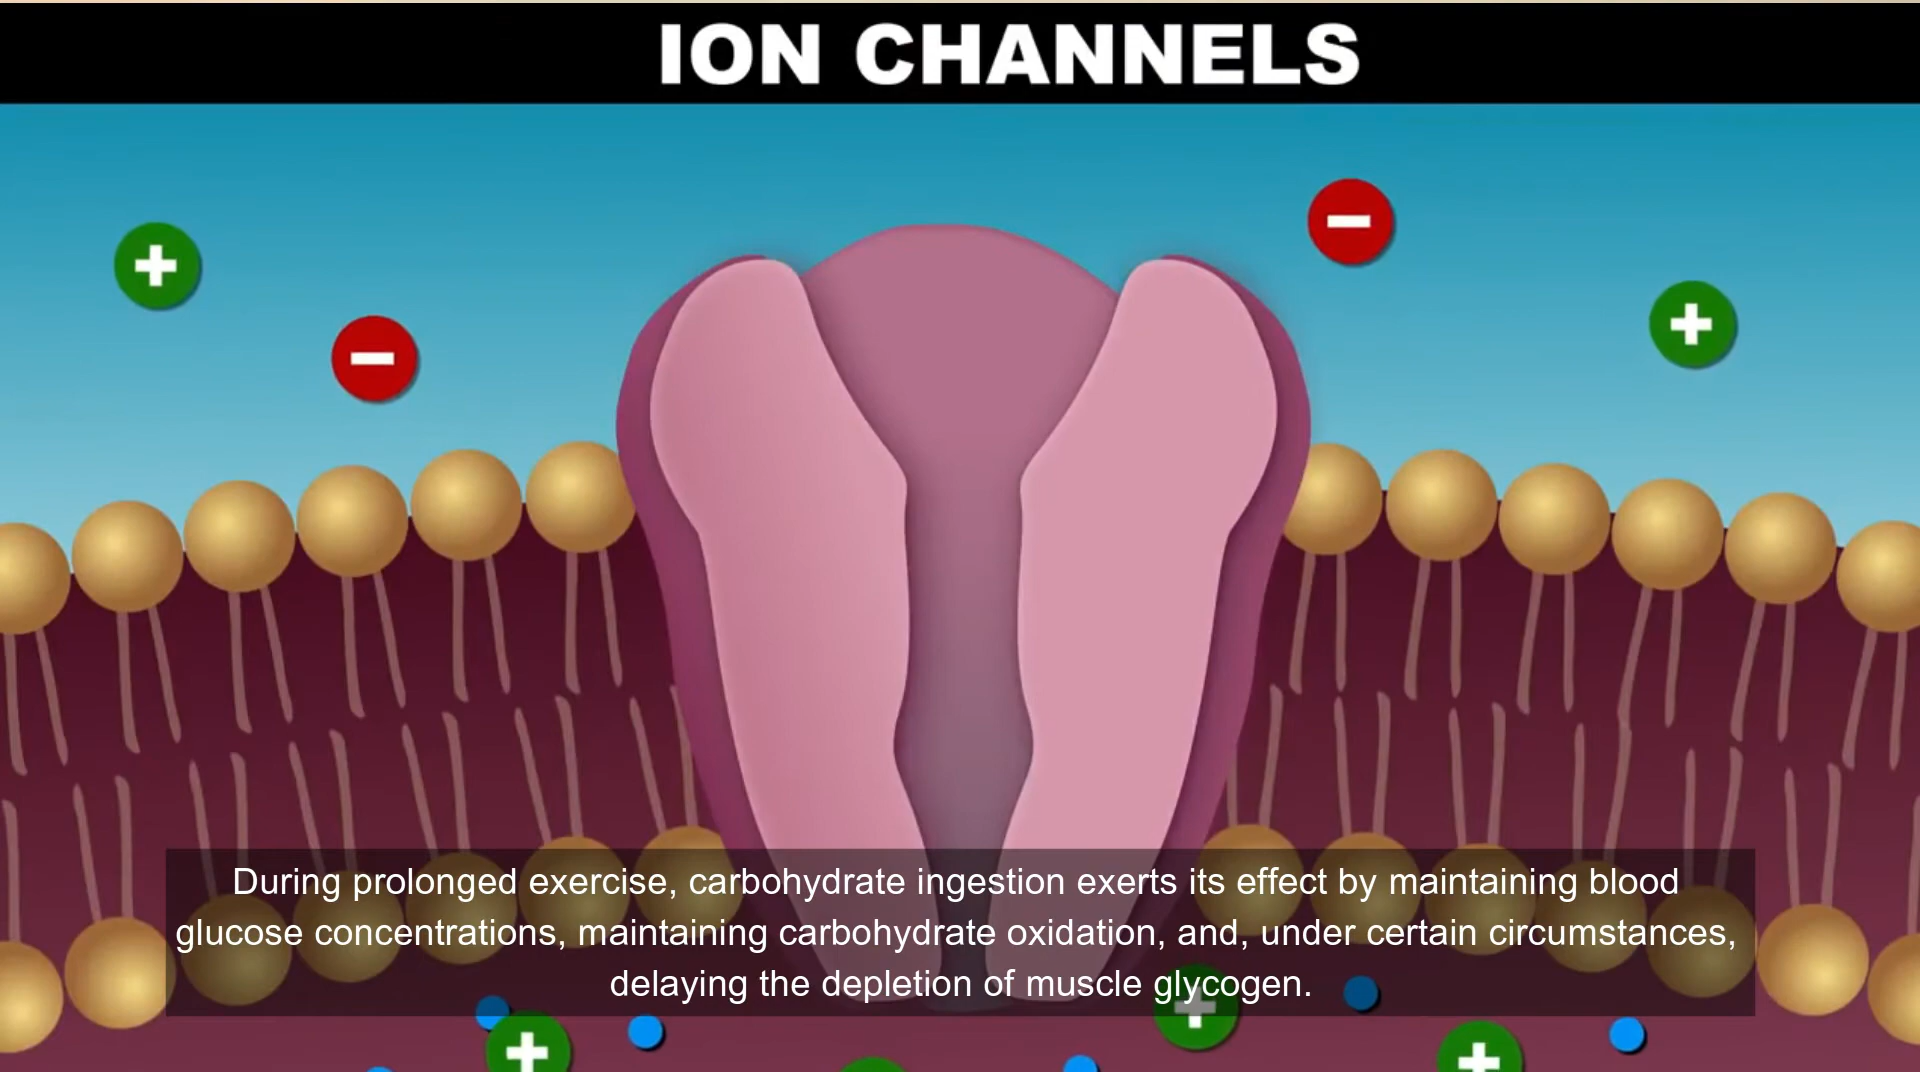 ION CHANNELS
During prolonged exercise, carbohydrate ingestion exerts its effect by maintaining blood
glucose concentrations, maintaining carbohydrate oxidation, and, under certain circumstances,
delaying the depletion of muscle glycogen.